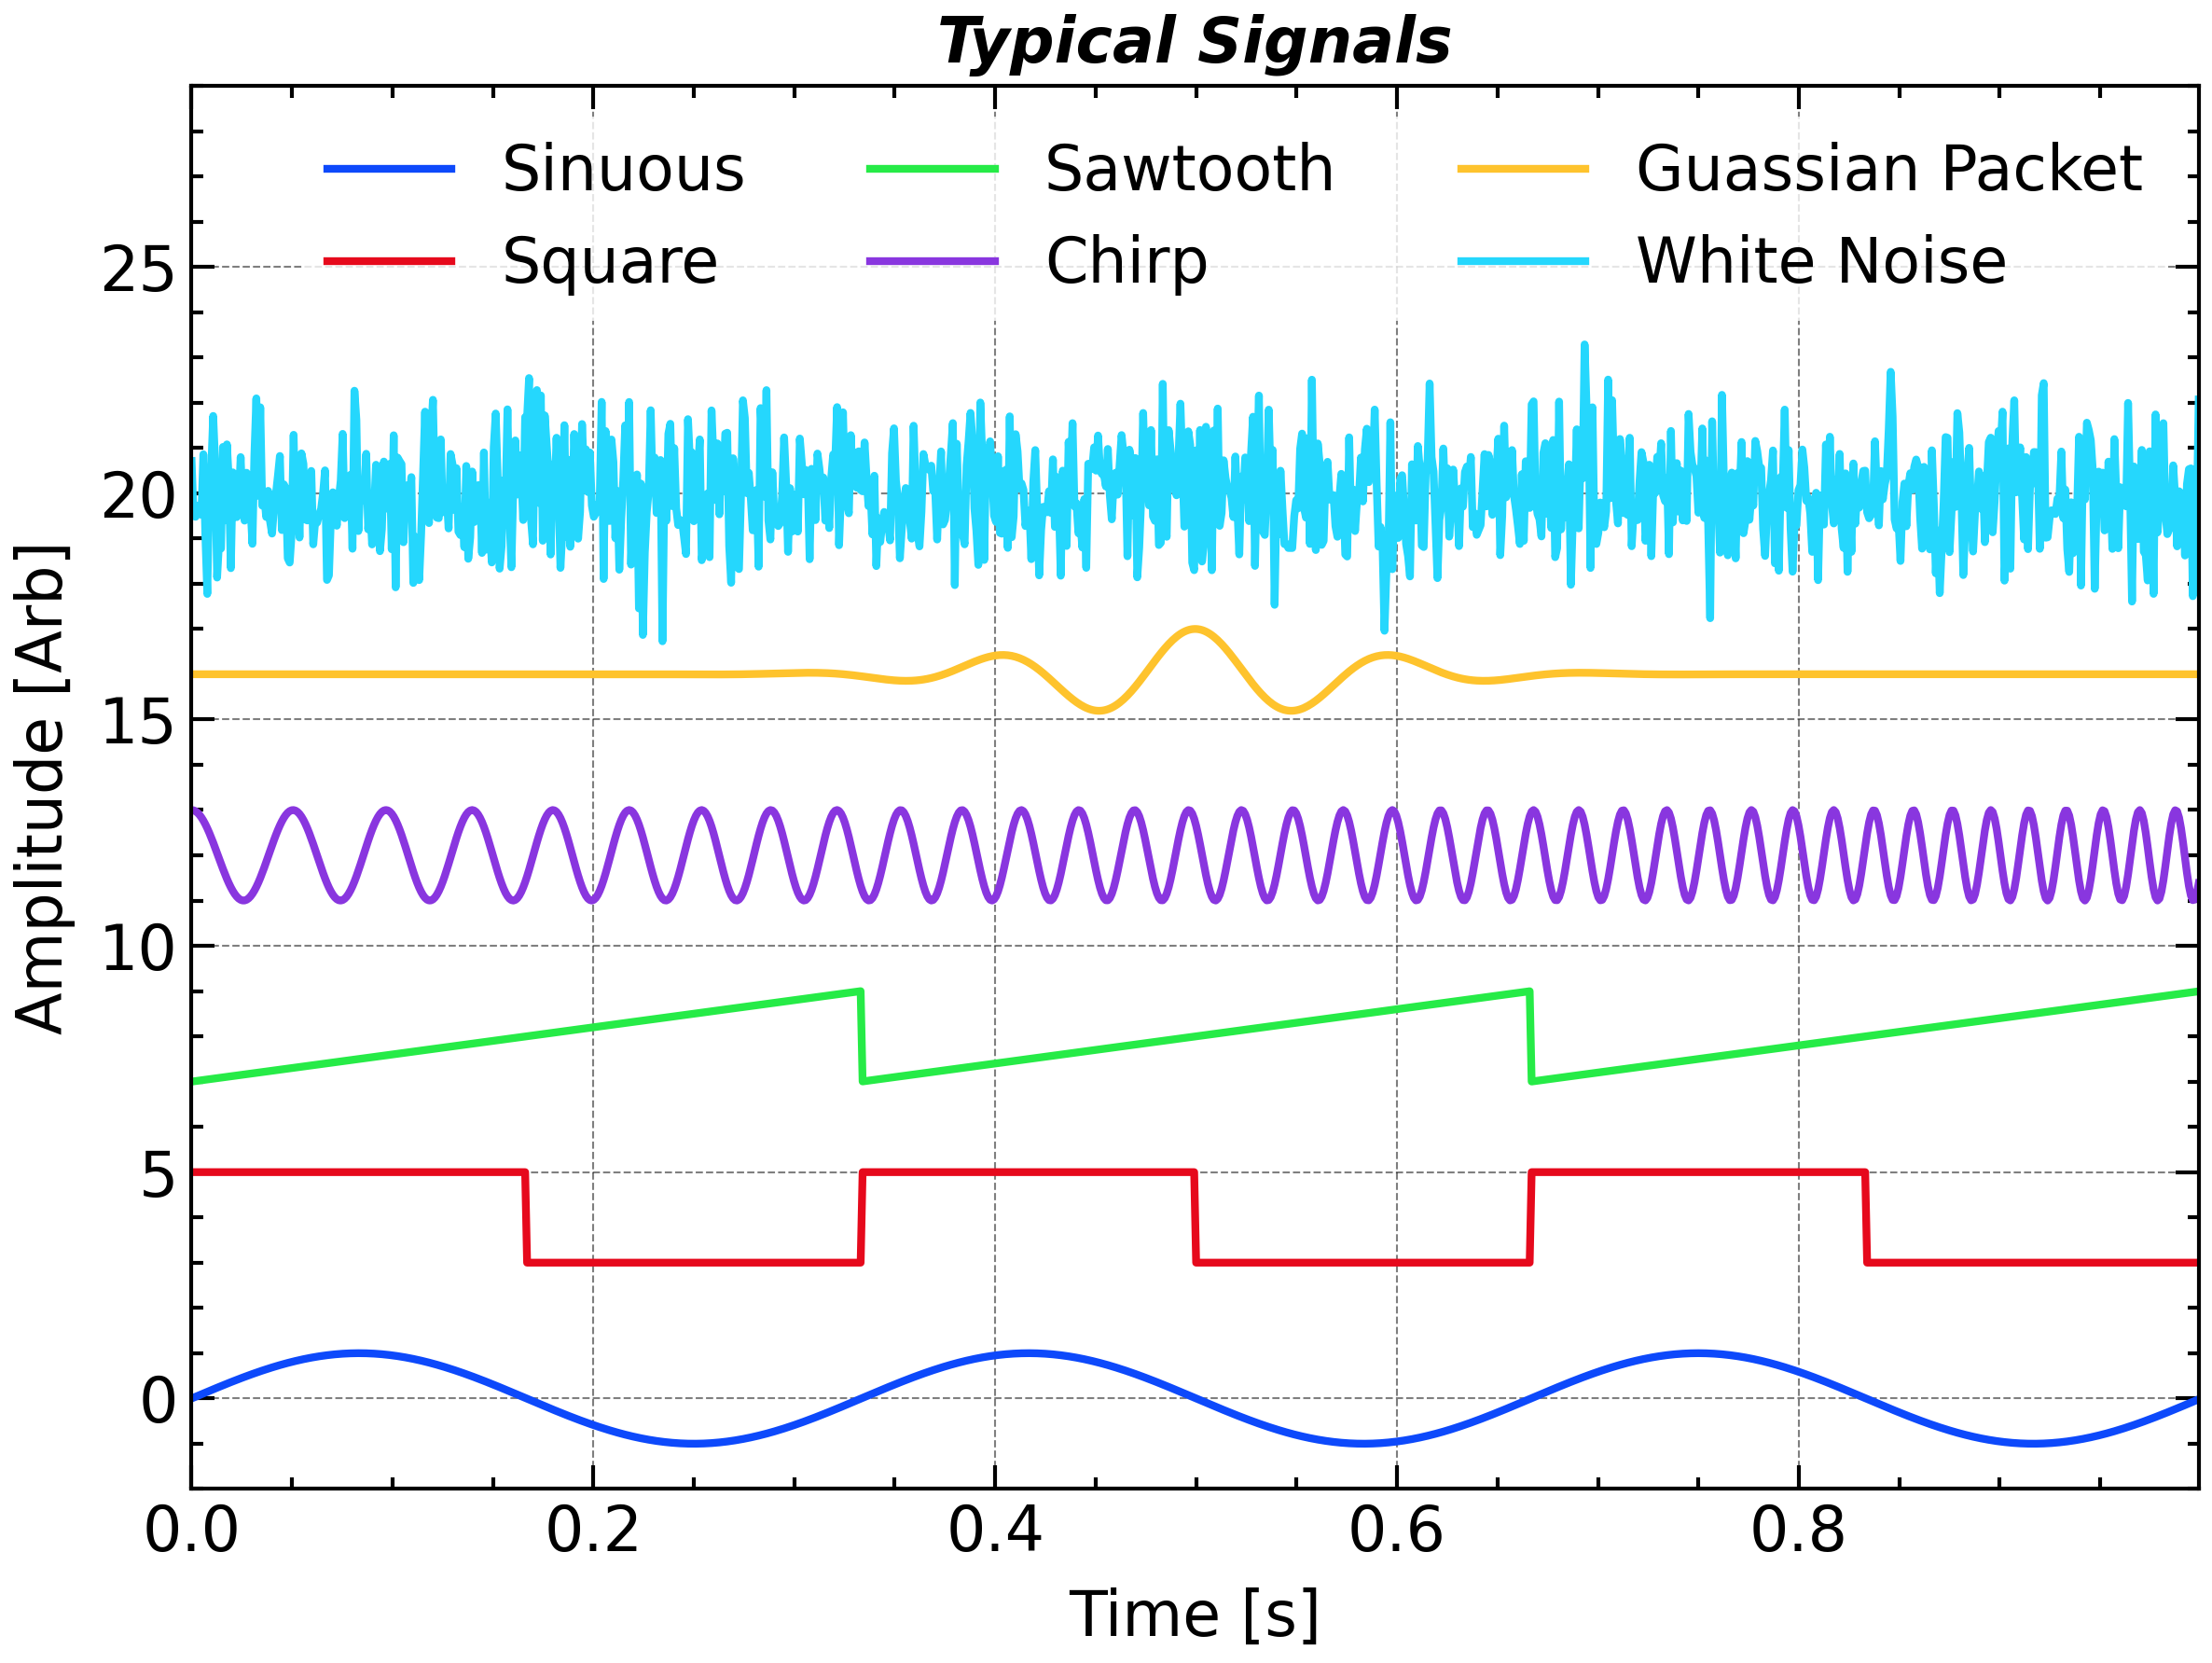 Typical Signals
Sinuous
Square
Sawtooth
Chirp
Guassian Packet
White Noise
Amplitude [Arb]
25
20
15
10
5
0
0.0 0.2 0.4 0.6 0.8
Time [s]